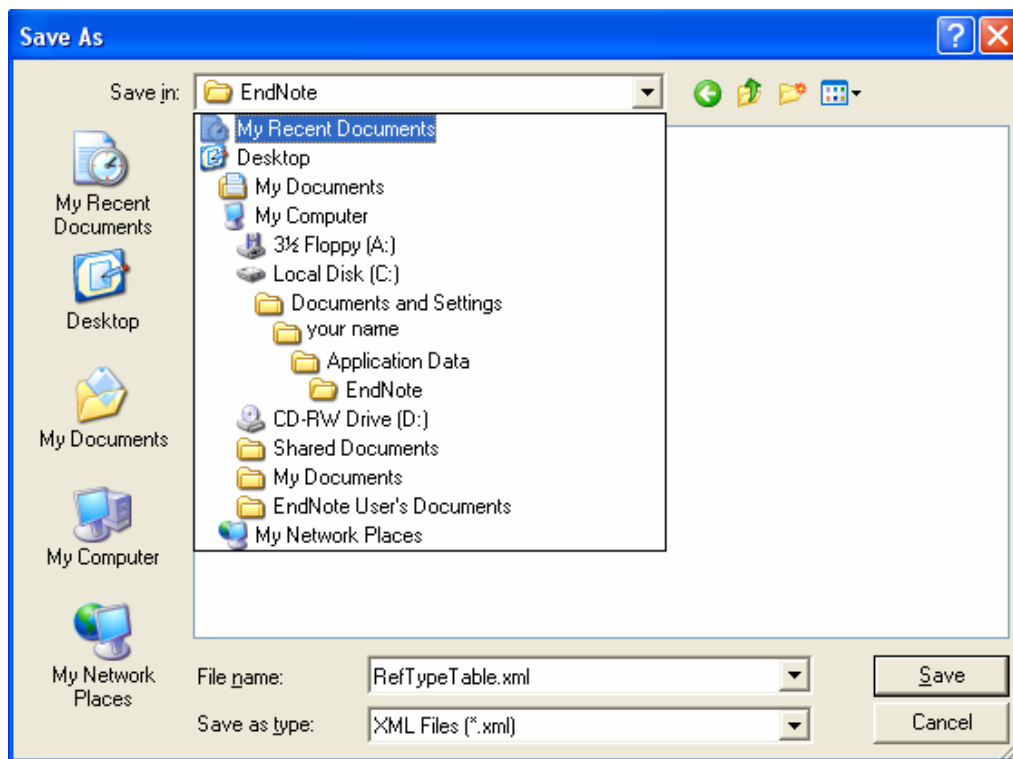 Save As
Save in: EndNote
My Recent Documents
Desktop
My Documents
My Computer
3½ Floppy (A:)
Local Disk (C:)
Documents and Settings
your name
Application Data
EndNote
CD-RW Drive (D:)
Shared Documents
My Documents
EndNote User's Documents
My Network Places
My Recent
Documents
Desktop
My Documents
My Computer
My Network
Places
File name: RefTypeTable.xml Save
Save as type: XML Files (*.xml) Cancel